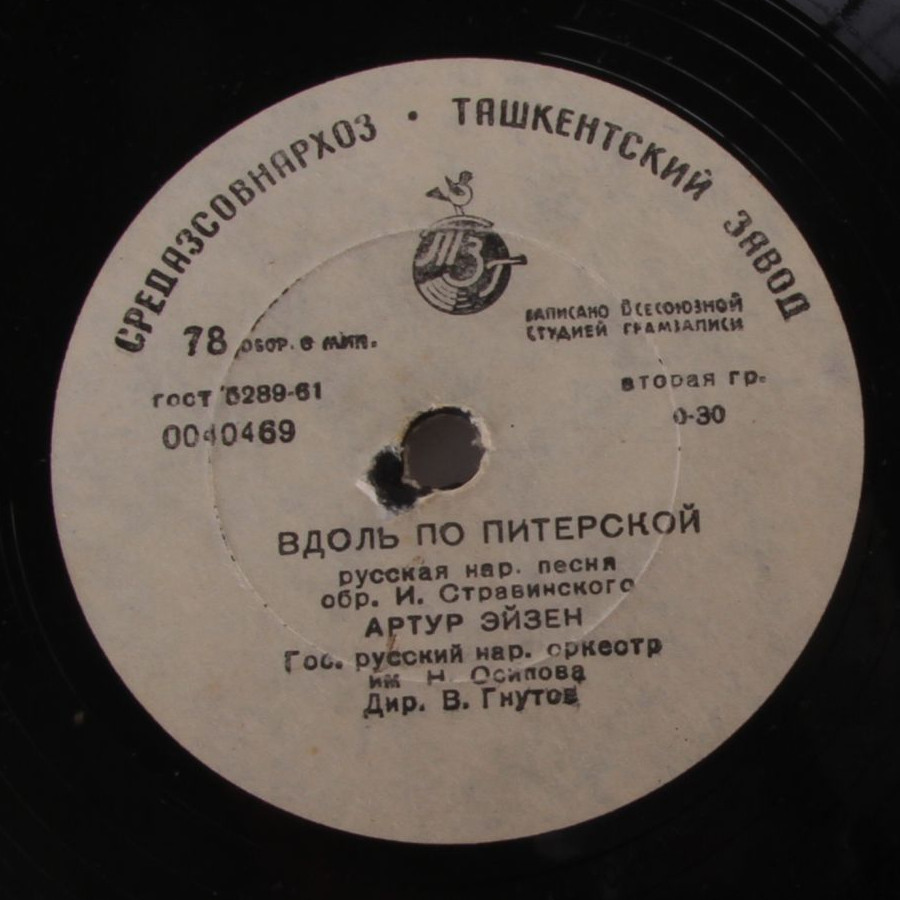 СРЕДАЗСОВНАРХОЗ • ТАШКЕНТСКИЙ ЗАВОД
ТЗГ
78 обор. в мин.
ЗАПИСАНО ВСЕСОЮЗНОЙ
СТУДИЕЙ ГРАМЗАПИСИ
гост 5289-61
вторая гр.
0040469
0-30
ВДОЛЬ ПО ПИТЕРСКОЙ
русская нар. песня
обр. И. Стравинского
АРТУР ЭЙЗЕН
Гос. русский нар. оркестр
им Н. Осипова
Дир. В. Гнутов